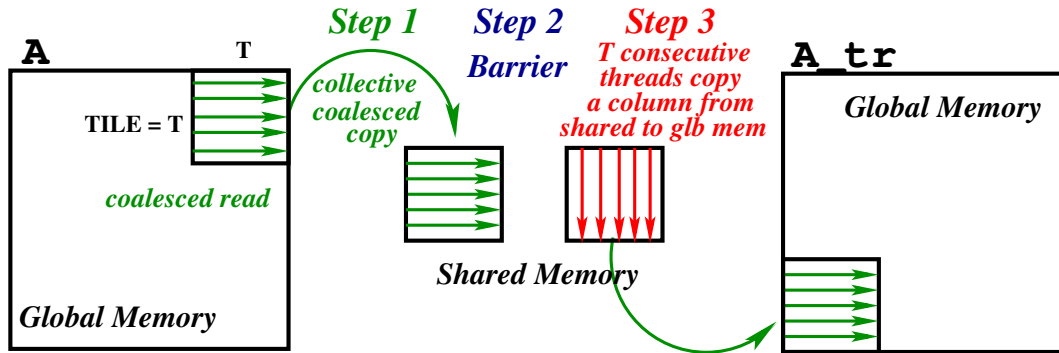 A
T
TILE = T
coalesced read
Global Memory
Step 1
collective
coalesced
copy
Step 2
Barrier
Step 3
T consecutive
threads copy
a column from
shared to glb mem
Shared Memory
A_tr
Global Memory